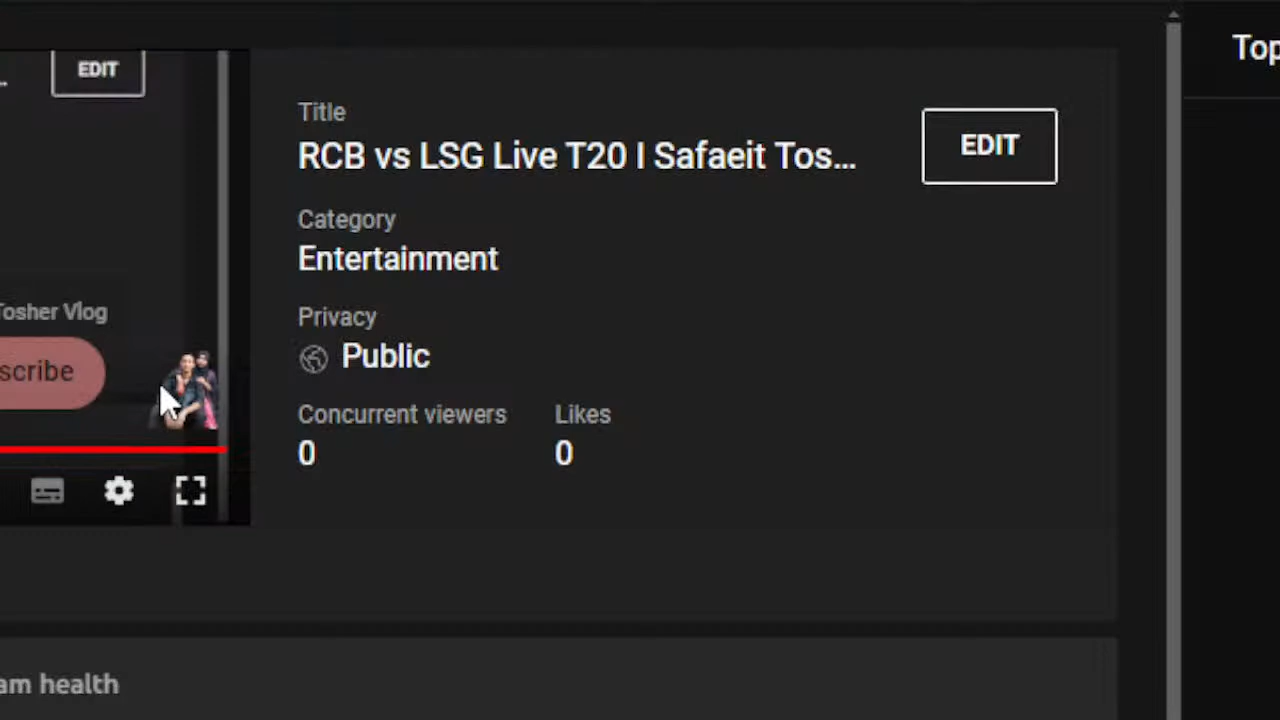 Top
EDIT
Title
RCB vs LSG Live T20 I Safaeit Tos...
EDIT
Category
Entertainment
Privacy
Public
Tosher Vlog
scribe
Concurrent viewers
Likes
0
0
am health